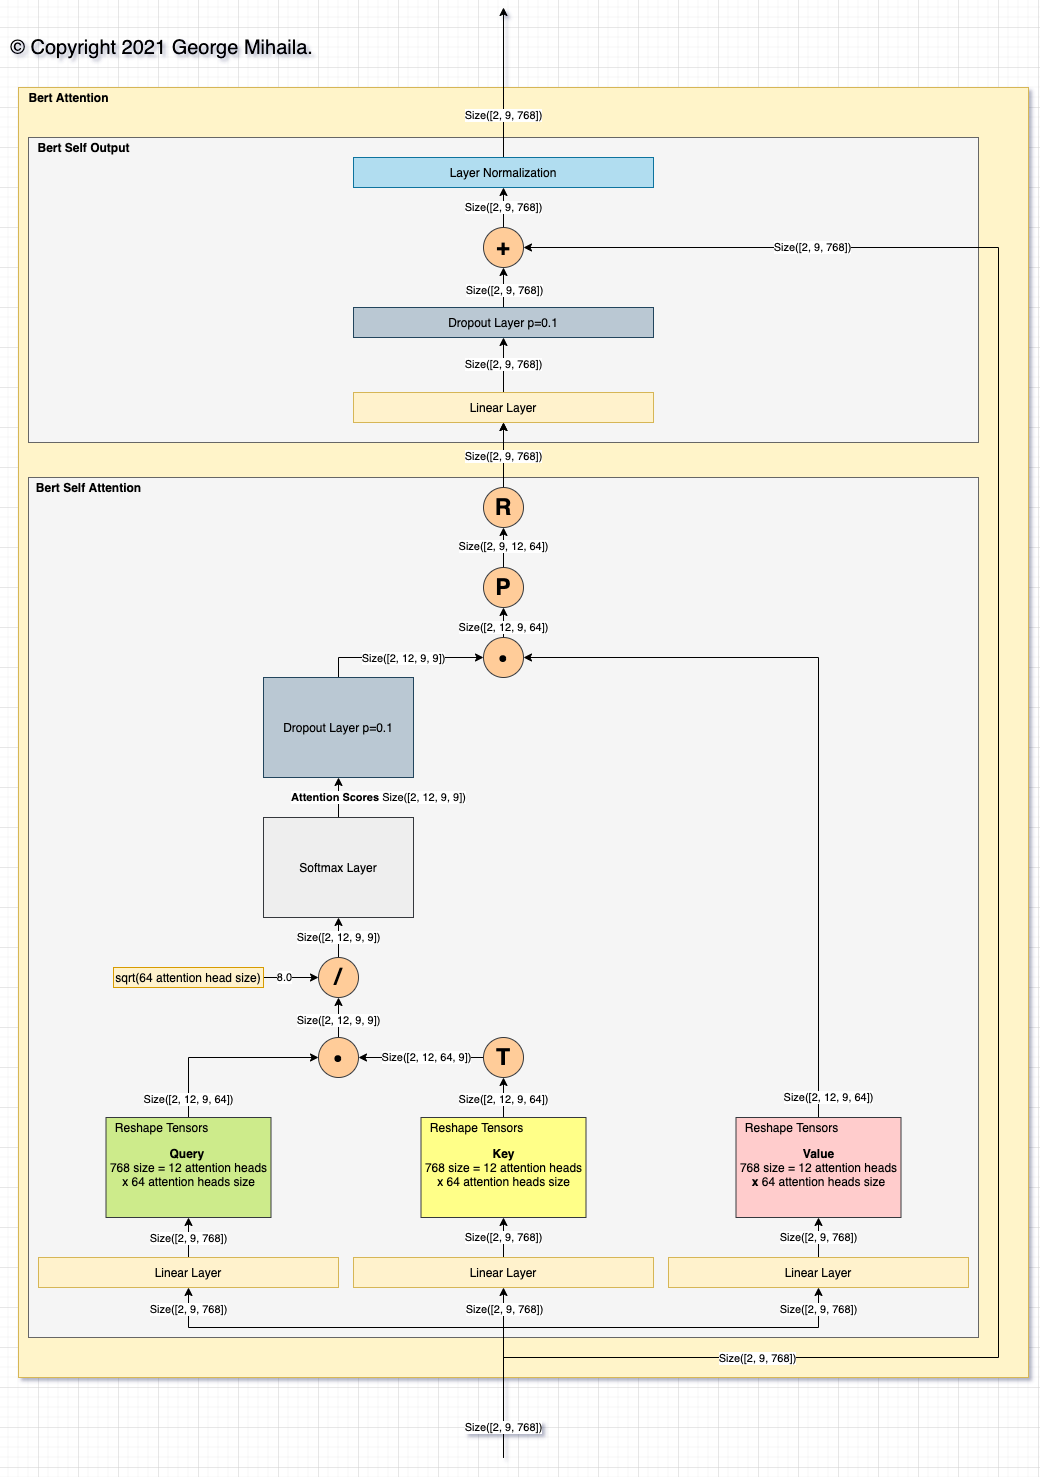 © Copyright 2021 George Mihaila.
Bert Attention
Size([2, 9, 768])
Bert Self Output
Layer Normalization
Size([2, 9, 768])
+
Size([2, 9, 768])
Size([2, 9, 768])
Dropout Layer p=0.1
Size([2, 9, 768])
Linear Layer
Size([2, 9, 768])
Bert Self Attention
R
Size([2, 9, 12, 64])
P
Size([2, 12, 9, 64])
Size([2, 12, 9, 9])
Dropout Layer p=0.1
Attention Scores Size([2, 12, 9, 9])
Softmax Layer
Size([2, 12, 9, 9])
sqrt(64 attention head size)
8.0
/
Size([2, 12, 9, 9])
Size([2, 12, 64, 9])
T
Size([2, 12, 9, 64])
Size([2, 12, 9, 64])
Size([2, 12, 9, 64])
Reshape Tensors
Query
768 size = 12 attention heads
x 64 attention heads size
Reshape Tensors
Key
768 size = 12 attention heads
x 64 attention heads size
Reshape Tensors
Value
768 size = 12 attention heads
x 64 attention heads size
Size([2, 9, 768])
Size([2, 9, 768])
Size([2, 9, 768])
Linear Layer
Linear Layer
Linear Layer
Size([2, 9, 768])
Size([2, 9, 768])
Size([2, 9, 768])
Size([2, 9, 768])
Size([2, 9, 768])